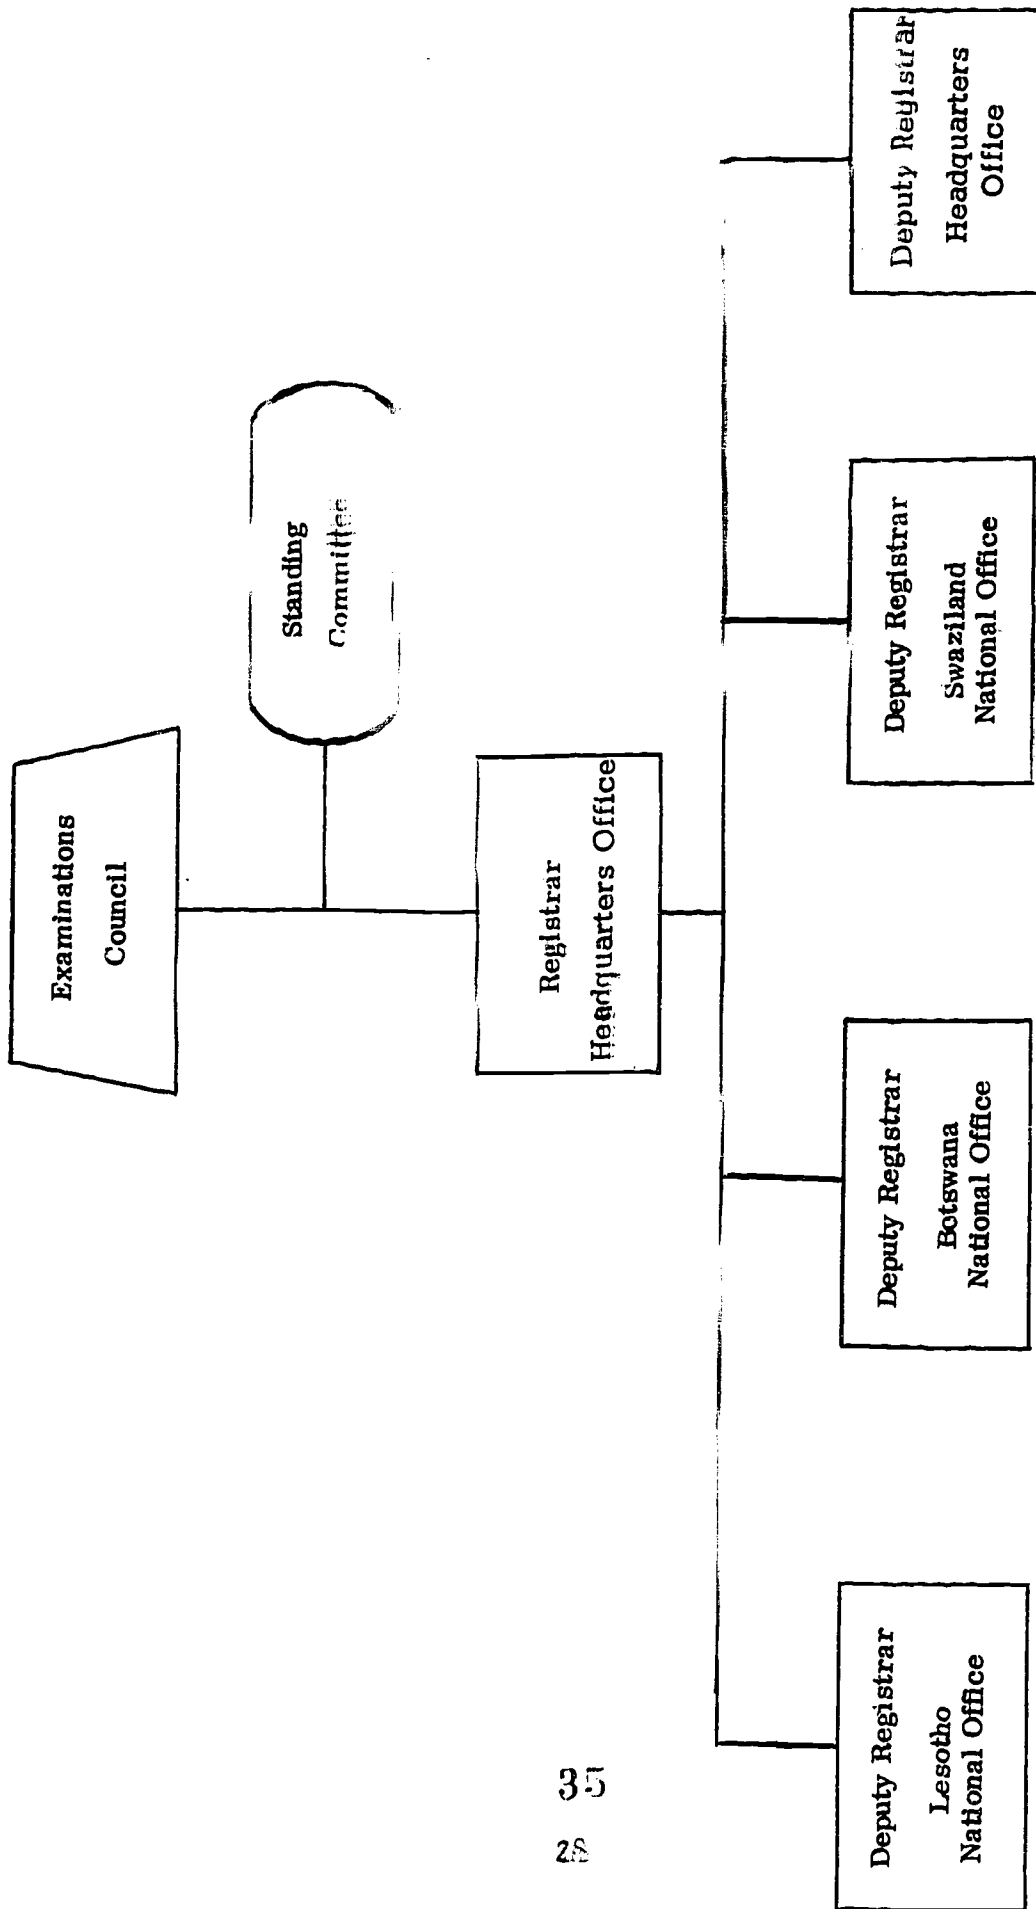 Examinations
Council
Standing
Committee
Registrar
Headquarters Office
Deputy Registrar
Lesotho
National Office
Deputy Registrar
Botswana
National Office
Deputy Registrar
Swaziland
National Office
Deputy Registrar
Headquarters
Office
35
28